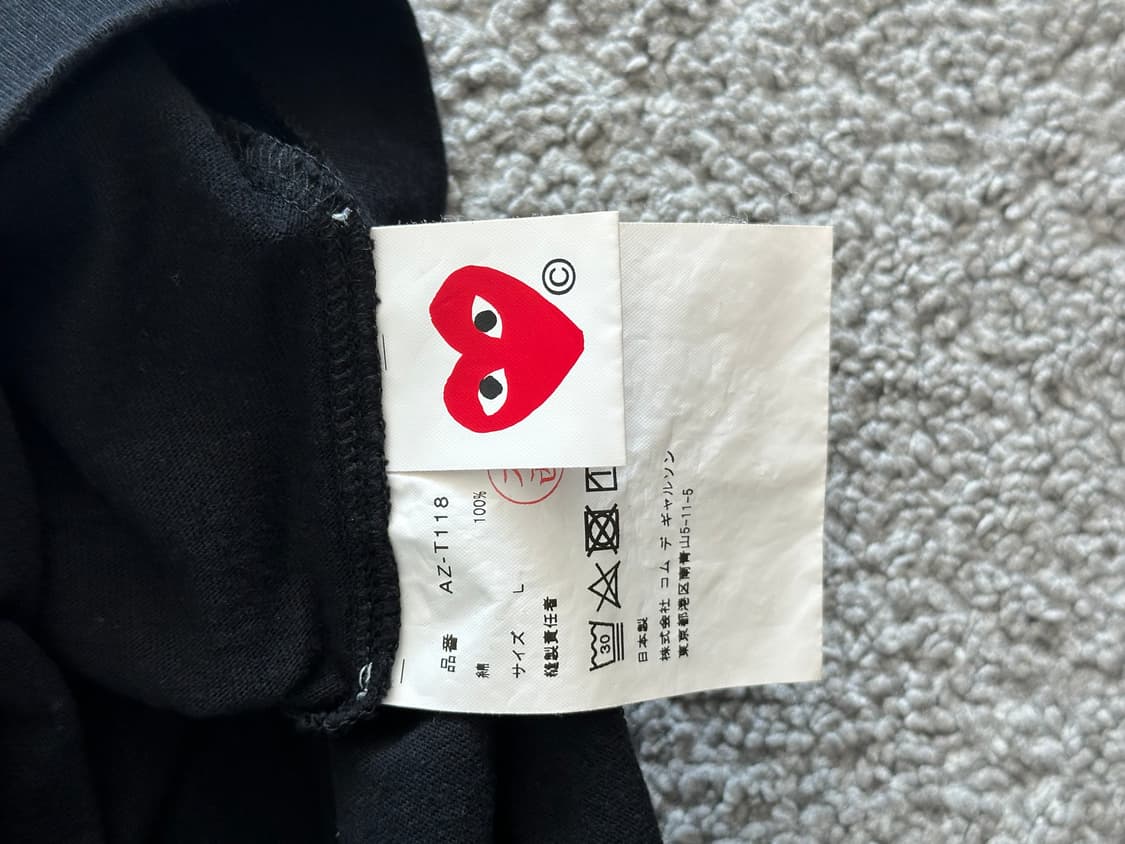 ©
品番 AZ-T118
綿 100%
サイズ L
縫製責任者
30
日本製
株式会社 コム デ ギャルソン
東京都港区南青山5-11-5